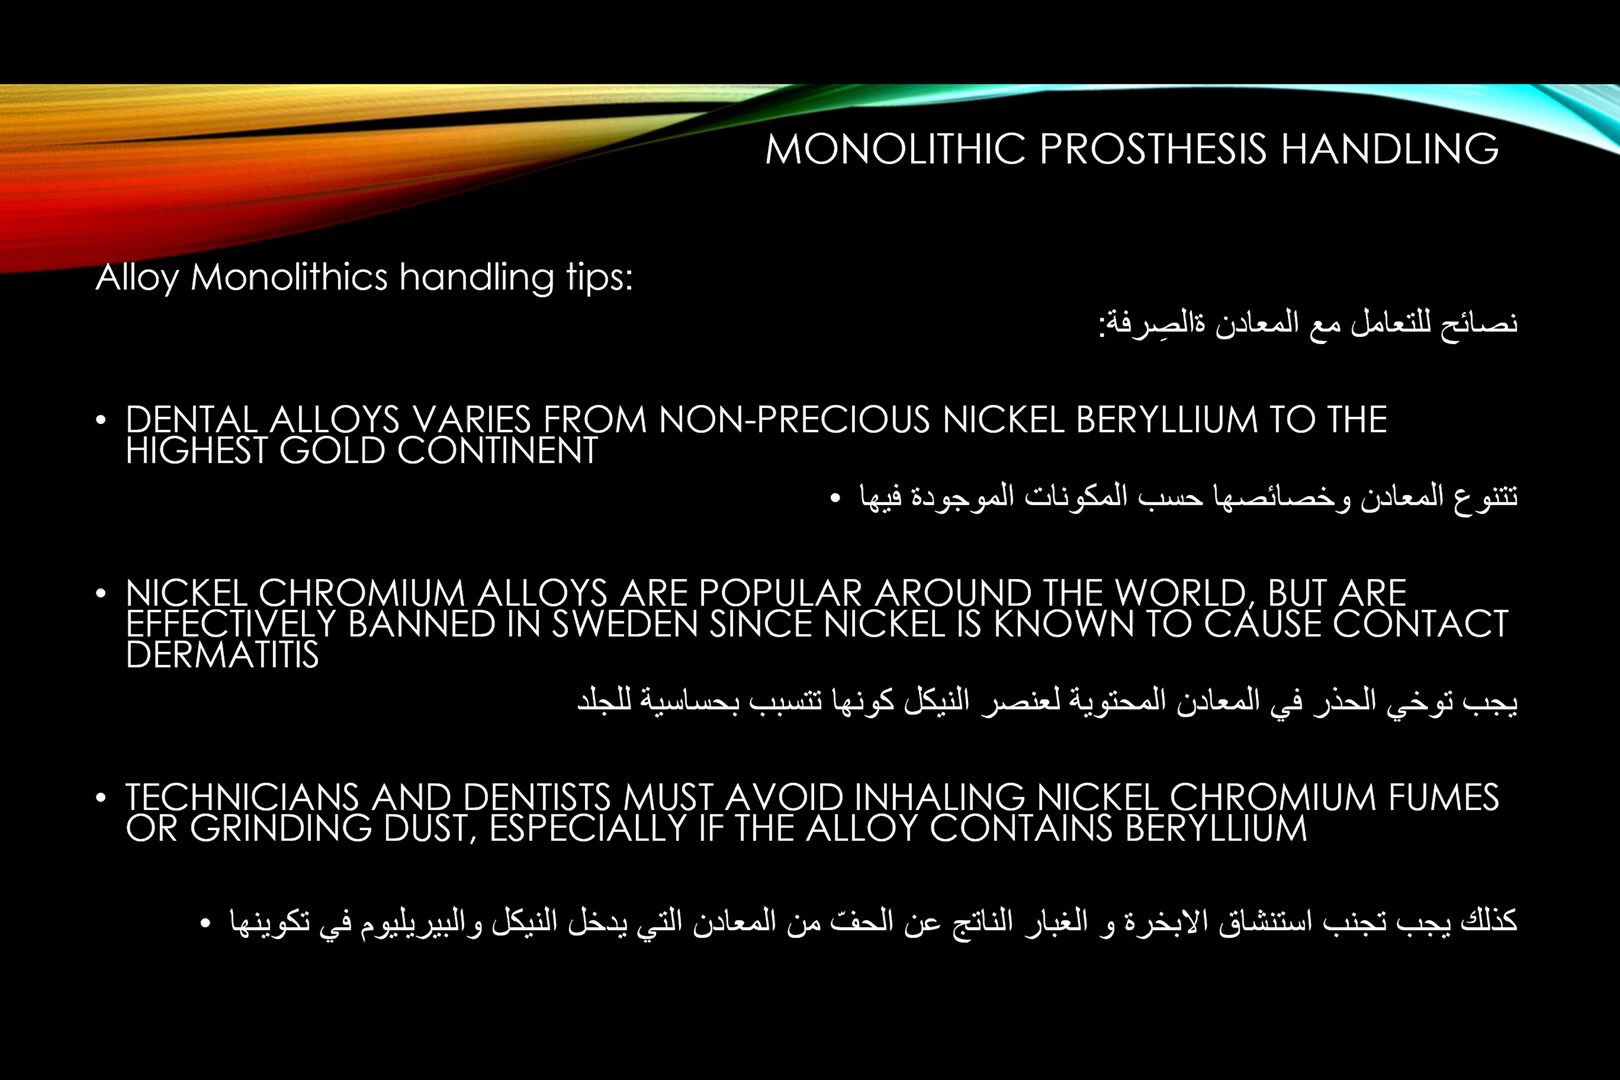 MONOLITHIC PROSTHESIS HANDLING
Alloy Monolithics handling tips:
نصائح للتعامل مع المعادن ةالصِرفة:
• DENTAL ALLOYS VARIES FROM NON-PRECIOUS NICKEL BERYLLIUM TO THE
HIGHEST GOLD CONTINENT
تتنوع المعادن وخصائصها حسب المكونات الموجودة فيها •
• NICKEL CHROMIUM ALLOYS ARE POPULAR AROUND THE WORLD, BUT ARE
EFFECTIVELY BANNED IN SWEDEN SINCE NICKEL IS KNOWN TO CAUSE CONTACT
DERMATITIS
يجب توخي الحذر في المعادن المحتوية لعنصر النيكل كونها تتسبب بحساسية للجلد
• TECHNICIANS AND DENTISTS MUST AVOID INHALING NICKEL CHROMIUM FUMES
OR GRINDING DUST, ESPECIALLY IF THE ALLOY CONTAINS BERYLLIUM
كذلك يجب تجنب استنشاق الابخرة و الغبار الناتج عن الحفّ من المعادن التي يدخل النيكل والبيريليوم في تكوينها •